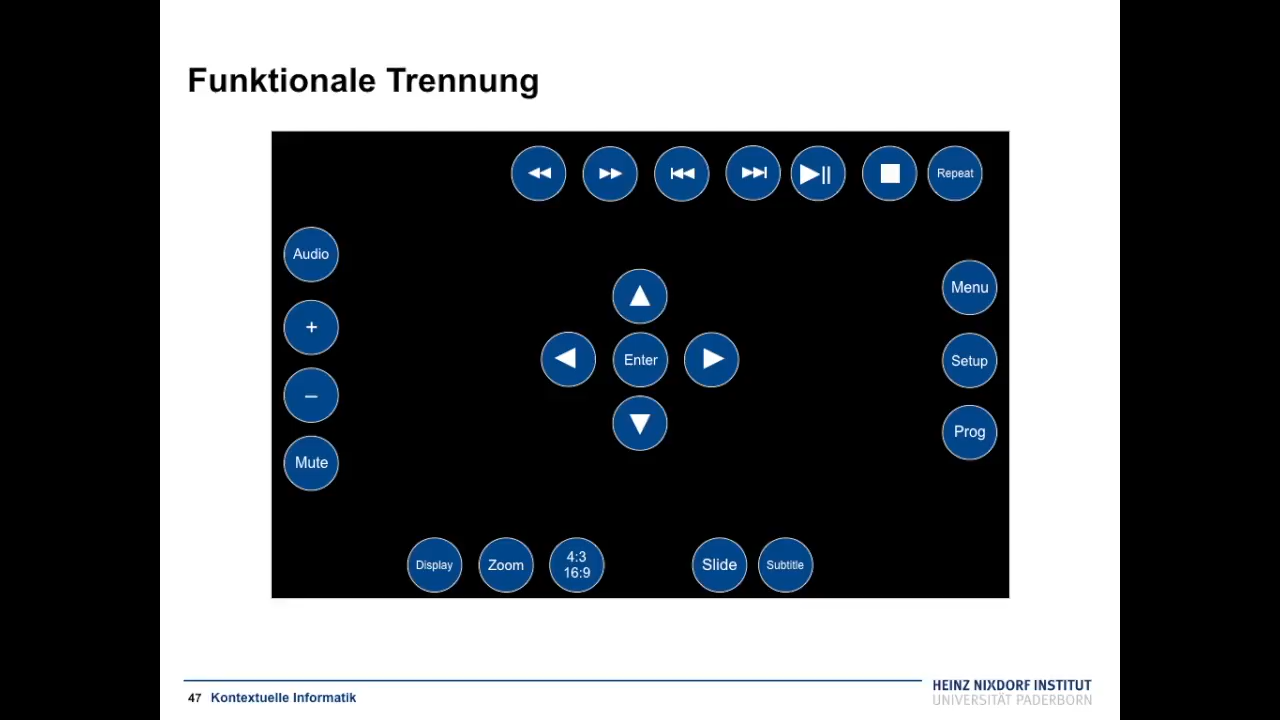 Funktionale Trennung
Repeat
Audio
+
–
Mute
Enter
Menu
Setup
Prog
Display
Zoom
4:3
16:9
Slide
Subtitle
47 Kontextuelle Informatik
HEINZ NIXDORF INSTITUT
UNIVERSITÄT PADERBORN